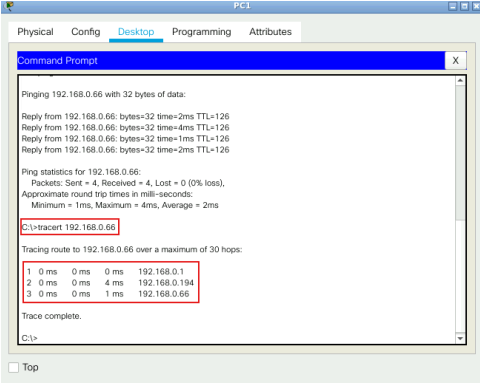 PC1
Physical Config Desktop Programming Attributes
Command Prompt X
Pinging 192.168.0.66 with 32 bytes of data:
Reply from 192.168.0.66: bytes=32 time=2ms TTL=126
Reply from 192.168.0.66: bytes=32 time=4ms TTL=126
Reply from 192.168.0.66: bytes=32 time=1ms TTL=126
Reply from 192.168.0.66: bytes=32 time=2ms TTL=126
Ping statistics for 192.168.0.66:
Packets: Sent = 4, Received = 4, Lost = 0 (0% loss),
Approximate round trip times in milli-seconds:
Minimum = 1ms, Maximum = 4ms, Average = 2ms
C:\>tracert 192.168.0.66
Tracing route to 192.168.0.66 over a maximum of 30 hops:
1 0 ms 0 ms 0 ms 192.168.0.1
2 0 ms 0 ms 4 ms 192.168.0.194
3 0 ms 0 ms 1 ms 192.168.0.66
Trace complete.
C:\>
Top